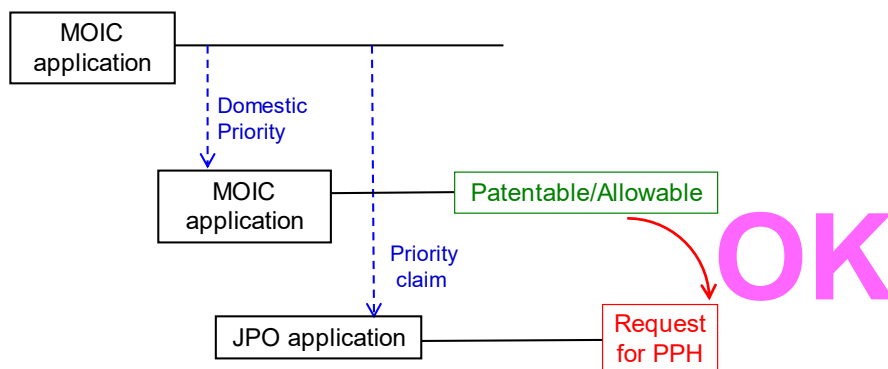 MOIC
application
Domestic
Priority
MOIC
application
Patentable/Allowable
OK
Priority
claim
JPO application
Request
for PPH